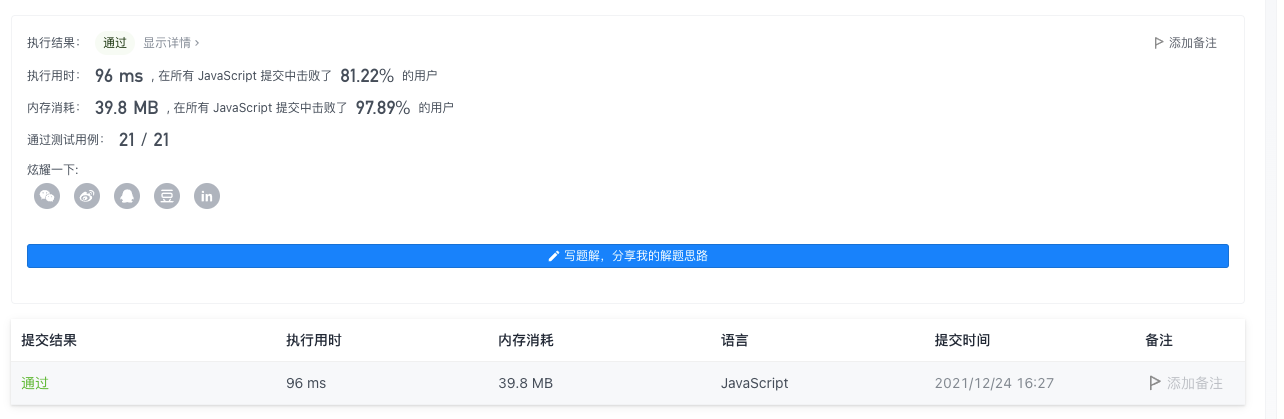 执行结果： 通过 显示详情 › 添加备注
执行用时： 96 ms , 在所有 JavaScript 提交中击败了 81.22% 的用户
内存消耗： 39.8 MB , 在所有 JavaScript 提交中击败了 97.89% 的用户
通过测试用例： 21 / 21
炫耀一下:
豆 in
写题解，分享我的解题思路
提交结果 执行用时 内存消耗 语言 提交时间 备注
通过 96 ms 39.8 MB JavaScript 2021/12/24 16:27 添加备注